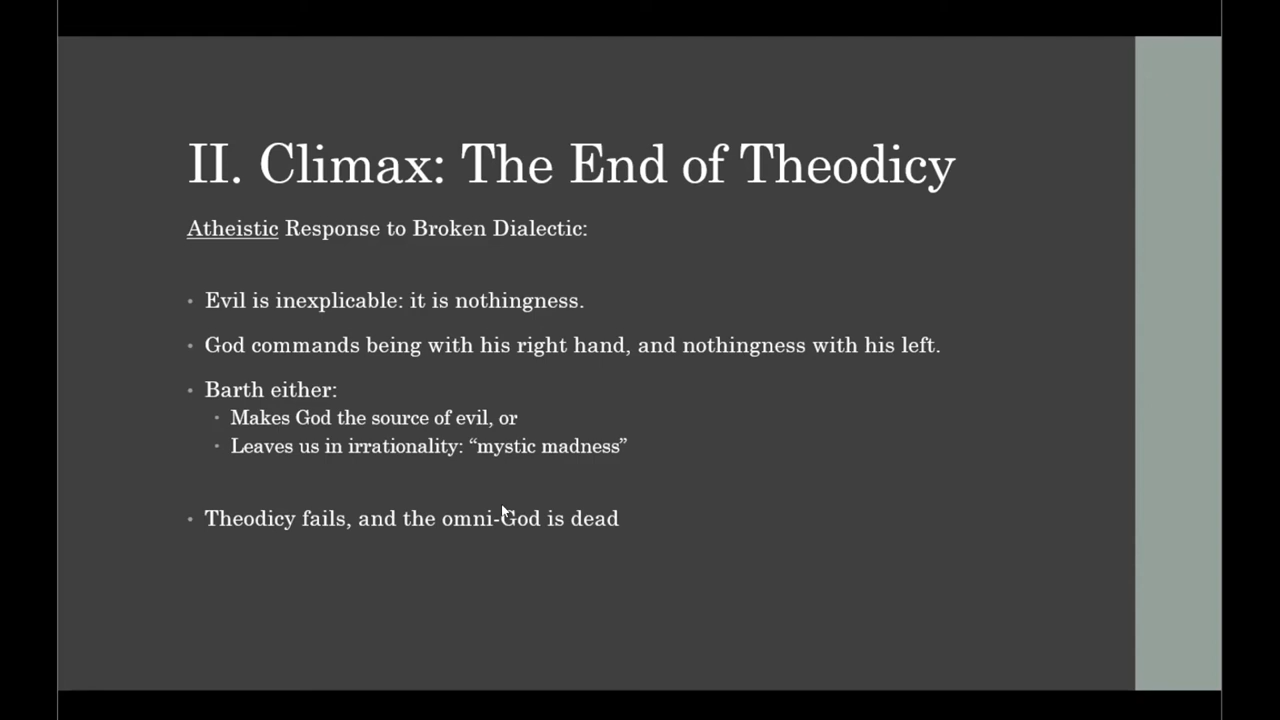 II. Climax: The End of Theodicy
Atheistic Response to Broken Dialectic:
• Evil is inexplicable: it is nothingness.
• God commands being with his right hand, and nothingness with his left.
• Barth either:
• Makes God the source of evil, or
• Leaves us in irrationality: “mystic madness”
• Theodicy fails, and the omni-God is dead